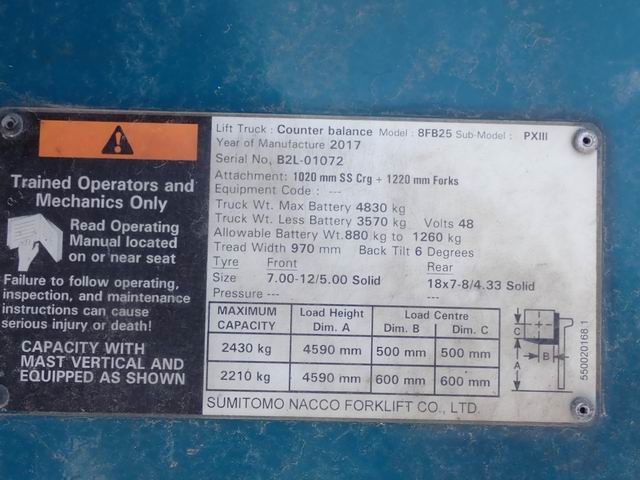 Trained Operators and
Mechanics Only
Read Operating
Manual located
on or near seat
Failure to follow operating,
inspection, and maintenance
instructions can cause
serious injury or death!
CAPACITY WITH
MAST VERTICAL AND
EQUIPPED AS SHOWN
Lift Truck : Counter balance Model : 8FB25 Sub-Model : PXIII
Year of Manufacture 2017
Serial No, B2L-01072
Attachment: 1020 mm SS Crg + 1220 mm Forks
Equipment Code : ---
Truck Wt. Max Battery 4830 kg
Truck Wt. Less Battery 3570 kg Volts 48
Allowable Battery Wt.880 kg to 1260 kg
Tread Width 970 mm Back Tilt 6 Degrees
Tyre Front Rear
Size 7.00-12/5.00 Solid 18x7-8/4.33 Solid
Pressure --- ---
MAXIMUM CAPACITY Load Height Dim. A Load Centre Dim. B Dim. C
2430 kg 4590 mm 500 mm 500 mm
2210 kg 4590 mm 600 mm 600 mm
C
B
A
550020168.1
SUMITOMO NACCO FORKLIFT CO., LTD.